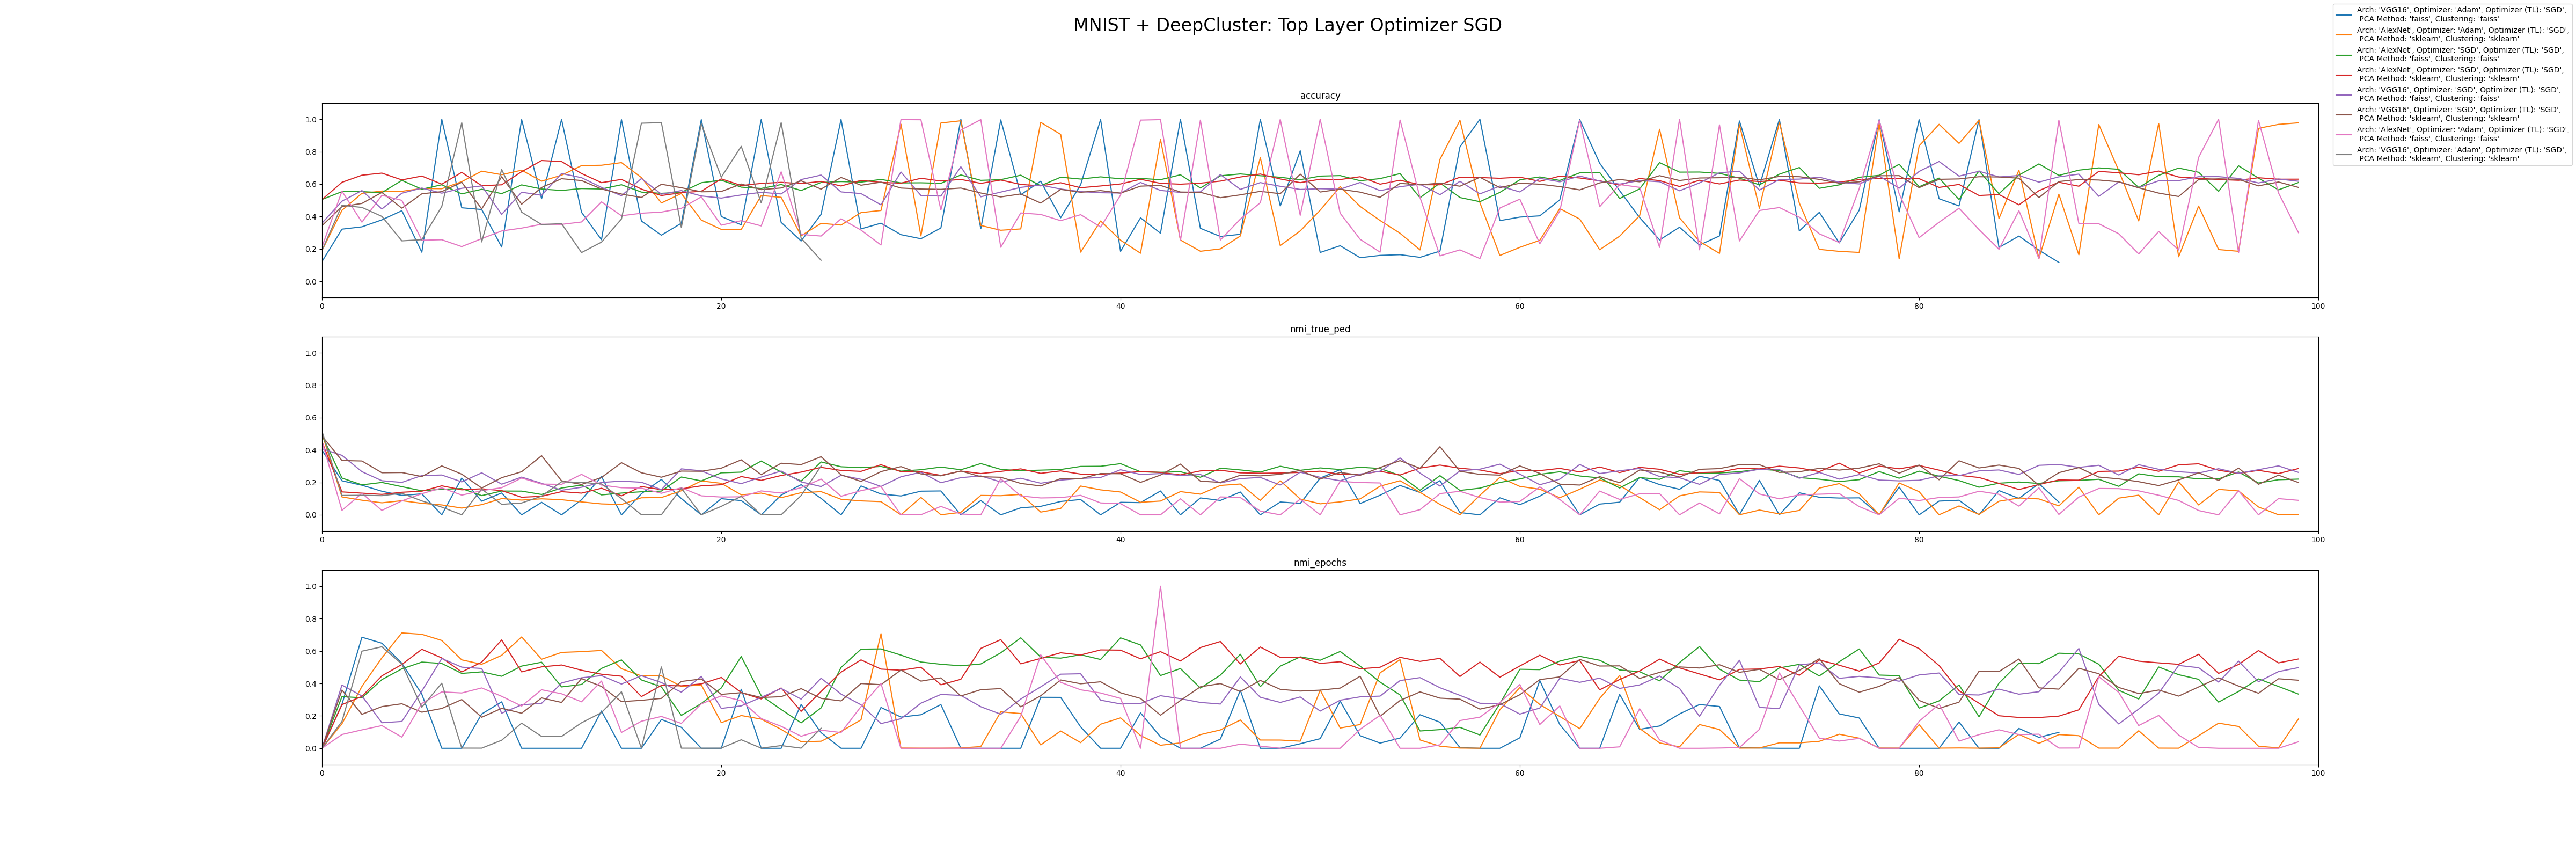 MNIST + DeepCluster: Top Layer Optimizer SGD
Arch: 'VGG16', Optimizer: 'Adam', Optimizer (TL): 'SGD',
PCA Method: 'faiss', Clustering: 'faiss'
Arch: 'AlexNet', Optimizer: 'Adam', Optimizer (TL): 'SGD',
PCA Method: 'sklearn', Clustering: 'sklearn'
Arch: 'AlexNet', Optimizer: 'SGD', Optimizer (TL): 'SGD',
PCA Method: 'faiss', Clustering: 'faiss'
Arch: 'AlexNet', Optimizer: 'SGD', Optimizer (TL): 'SGD',
PCA Method: 'sklearn', Clustering: 'sklearn'
Arch: 'VGG16', Optimizer: 'SGD', Optimizer (TL): 'SGD',
PCA Method: 'faiss', Clustering: 'faiss'
Arch: 'VGG16', Optimizer: 'SGD', Optimizer (TL): 'SGD',
PCA Method: 'sklearn', Clustering: 'sklearn'
Arch: 'AlexNet', Optimizer: 'Adam', Optimizer (TL): 'SGD',
PCA Method: 'faiss', Clustering: 'faiss'
Arch: 'VGG16', Optimizer: 'Adam', Optimizer (TL): 'SGD',
PCA Method: 'sklearn', Clustering: 'sklearn'
accuracy
1.0
0.8
0.6
0.4
0.2
0.0
0 20 40 60 80 100
nmi_true_ped
1.0
0.8
0.6
0.4
0.2
0.0
0 20 40 60 80 100
nmi_epochs
1.0
0.8
0.6
0.4
0.2
0.0
0 20 40 60 80 100